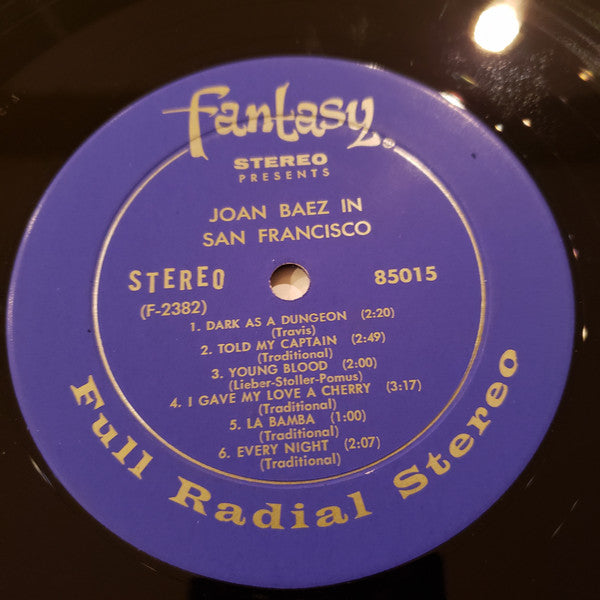 Fantasy®
STEREO
PRESENTS
JOAN BAEZ IN
SAN FRANCISCO
STEREO 85015
(F-2382)
1. DARK AS A DUNGEON (2:20)
(Travis)
2. TOLD MY CAPTAIN (2:49)
(Traditional)
3. YOUNG BLOOD (2:00)
(Lieber-Stoller-Pomus)
4. I GAVE MY LOVE A CHERRY (3:17)
(Traditional)
5. LA BAMBA (1:00)
(Traditional)
6. EVERY NIGHT (2:07)
(Traditional)
Full Radial Stereo